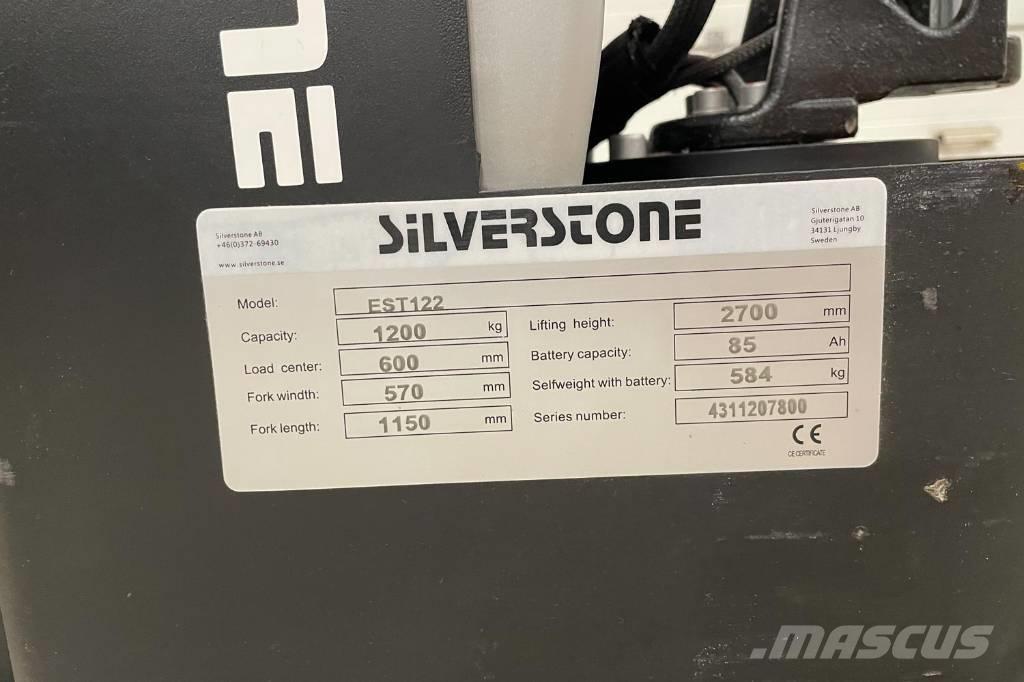 NE
Silverstone AB
+46(0)372-69430
www.silverstone.se
SiLVERSTONE
Silverstone AB
Gjuterigatan 10
34131 Ljungby
Sweden
Model: EST122
Capacity: 1200 kg
Load center: 600 mm
Fork windth: 570 mm
Fork length: 1150 mm
Lifting height: 2700 mm
Battery capacity: 85 Ah
Selfweight with battery: 584 kg
Series number: 4311207800
CE
CE CERTIFICATE
MASCUS